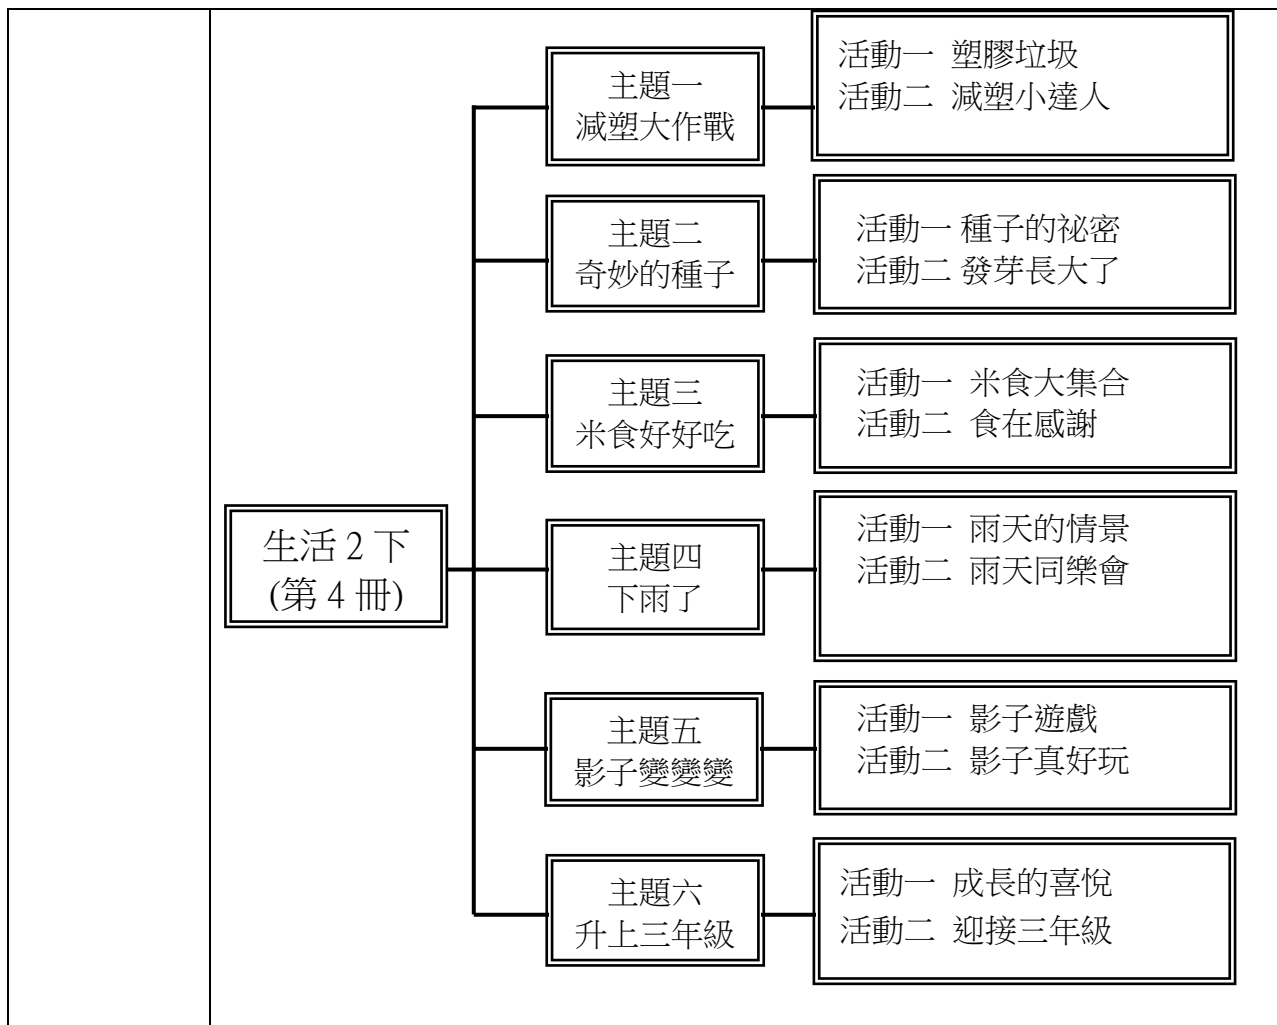 生活 2 下
(第 4 冊)
主題一
減塑大作戰
活動一 塑膠垃圾
活動二 減塑小達人
主題二
奇妙的種子
活動一 種子的祕密
活動二 發芽長大了
主題三
米食好好吃
活動一 米食大集合
活動二 食在感謝
主題四
下雨了
活動一 雨天的情景
活動二 雨天同樂會
主題五
影子變變變
活動一 影子遊戲
活動二 影子真好玩
主題六
升上三年級
活動一 成長的喜悅
活動二 迎接三年級